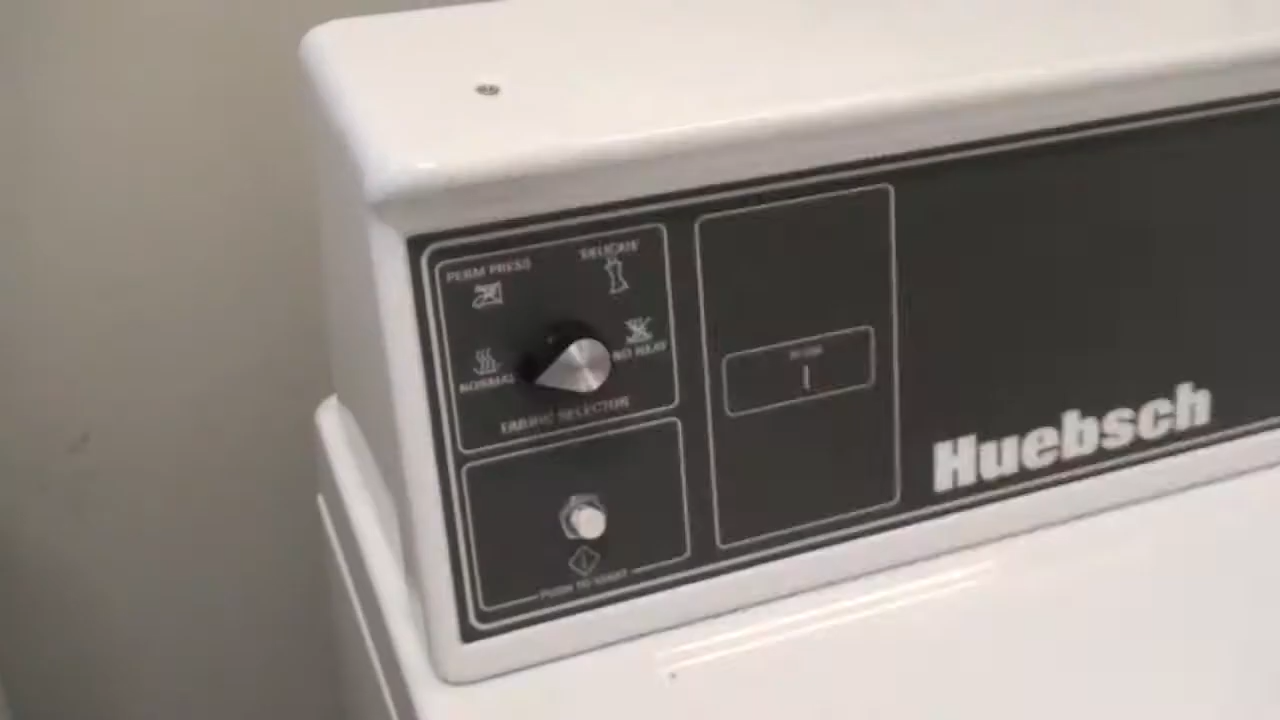 PERM PRESS
DELICATE
NORMAL
NO HEAT
FABRIC SELECTOR
PUSH TO START
Huebsch